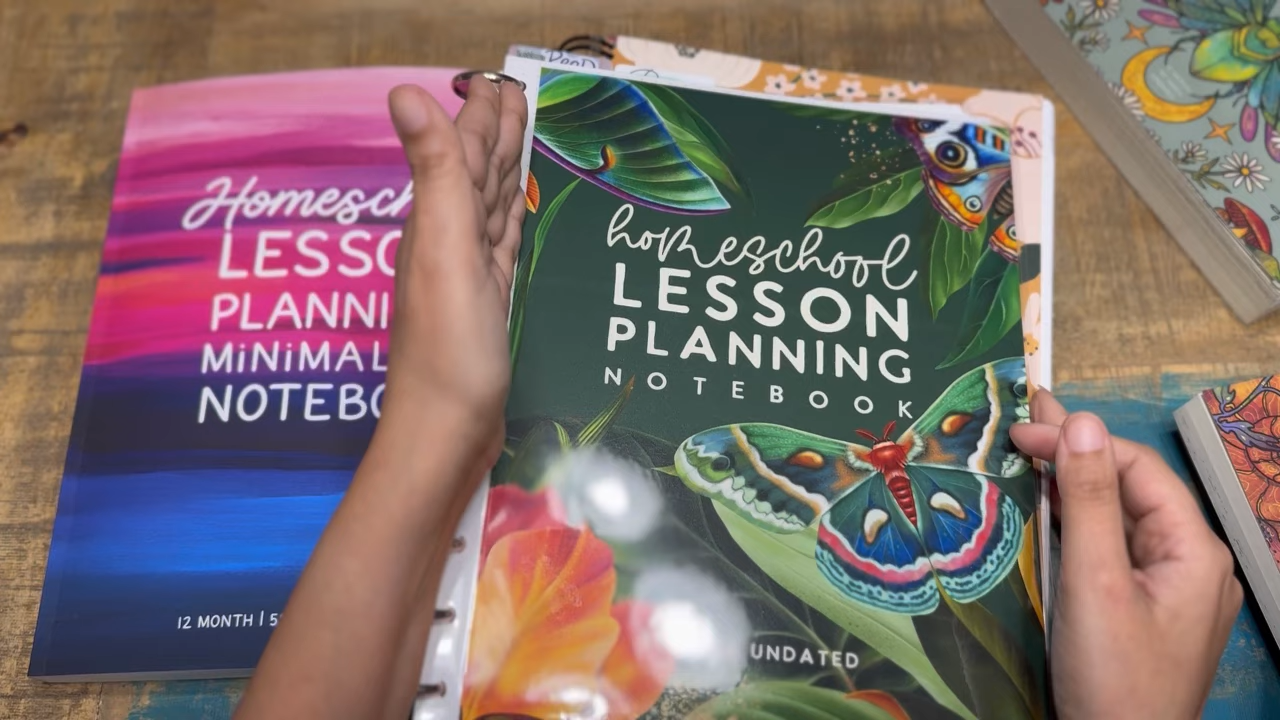 Homesch
LESSO
PLANNI
MiNiMAL
NOTEBO
12 MONTH | 5
homeschool
LESSON
PLANNING
NOTEBOOK
UNDATED